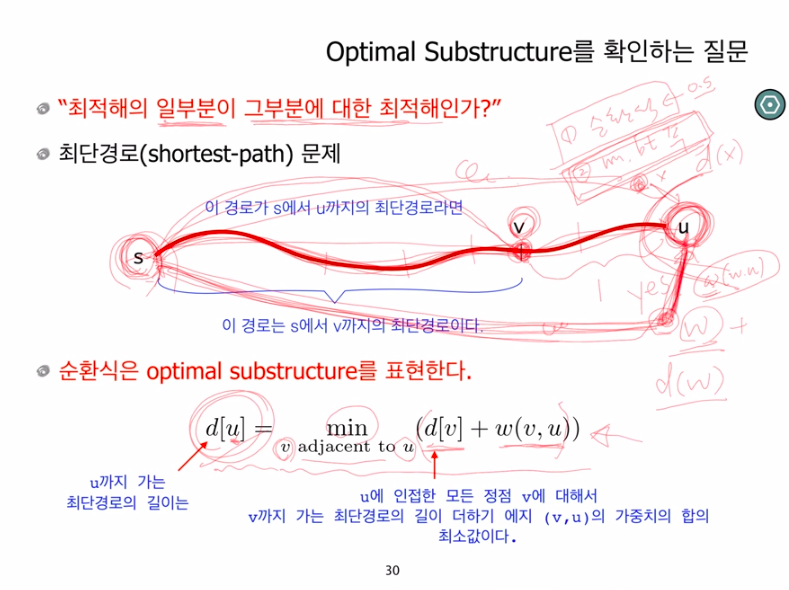 Optimal Substructure를 확인하는 질문
“최적해의 일부분이 그부분에 대한 최적해인가?”
① 순환식 ← 0.5
② m. bt
최단경로(shortest-path) 문제
d(x)
x
이 경로가 s에서 u까지의 최단경로라면
v
u
s
w(w.u)
1 yes
이 경로는 s에서 v까지의 최단경로이다.
w +
d(w)
순환식은 optimal substructure를 표현한다.
d[u] = min (d[v] + w(v, u))
v adjacent to u
u까지 가는
최단경로의 길이는
u에 인접한 모든 정점 v에 대해서
v까지 가는 최단경로의 길이 더하기 에지 (v,u)의 가중치의 합의
최소값이다.
30